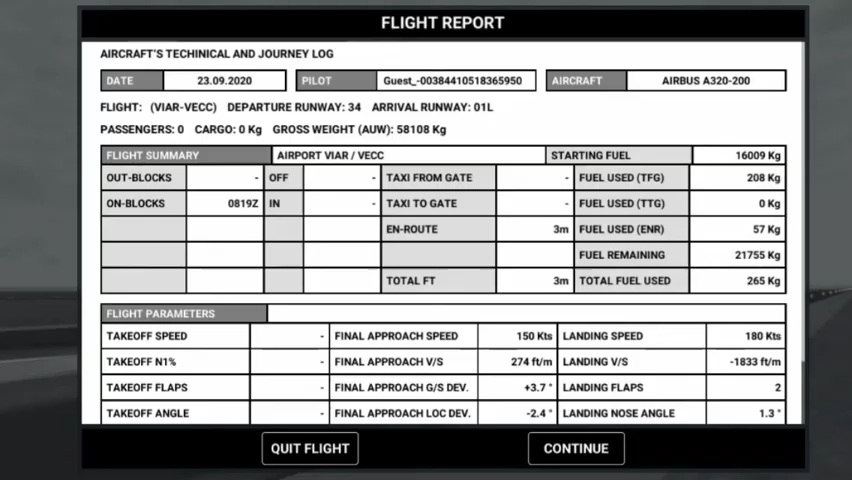 FLIGHT REPORT
AIRCRAFT'S TECHINICAL AND JOURNEY LOG
DATE 23.09.2020 PILOT Guest_-00384410518365950 AIRCRAFT AIRBUS A320-200
FLIGHT: (VIAR-VECC) DEPARTURE RUNWAY: 34 ARRIVAL RUNWAY: 01L
PASSENGERS: 0 CARGO: 0 Kg GROSS WEIGHT (AUW): 58108 Kg
FLIGHT SUMMARY AIRPORT VIAR / VECC STARTING FUEL 16009 Kg
OUT-BLOCKS - OFF - TAXI FROM GATE - FUEL USED (TFG) 208 Kg
ON-BLOCKS 0819Z IN - TAXI TO GATE - FUEL USED (TTG) 0 Kg
EN-ROUTE 3m FUEL USED (ENR) 57 Kg
FUEL REMAINING 21755 Kg
TOTAL FT 3m TOTAL FUEL USED 265 Kg
FLIGHT PARAMETERS
TAKEOFF SPEED - FINAL APPROACH SPEED 150 Kts LANDING SPEED 180 Kts
TAKEOFF N1% - FINAL APPROACH V/S 274 ft/m LANDING V/S -1833 ft/m
TAKEOFF FLAPS - FINAL APPROACH G/S DEV. +3.7 ° LANDING FLAPS 2
TAKEOFF ANGLE - FINAL APPROACH LOC DEV. -2.4 ° LANDING NOSE ANGLE 1.3 °
QUIT FLIGHT CONTINUE